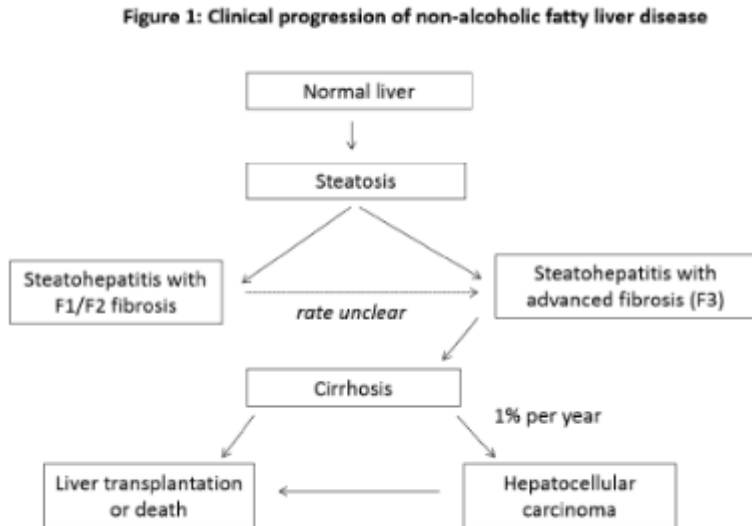 Figure 1: Clinical progression of non-alcoholic fatty liver disease
Normal liver
Steatosis
Steatohepatitis with
F1/F2 fibrosis
rate unclear
Steatohepatitis with
advanced fibrosis (F3)
Cirrhosis
1% per year
Liver transplantation
or death
Hepatocellular
carcinoma